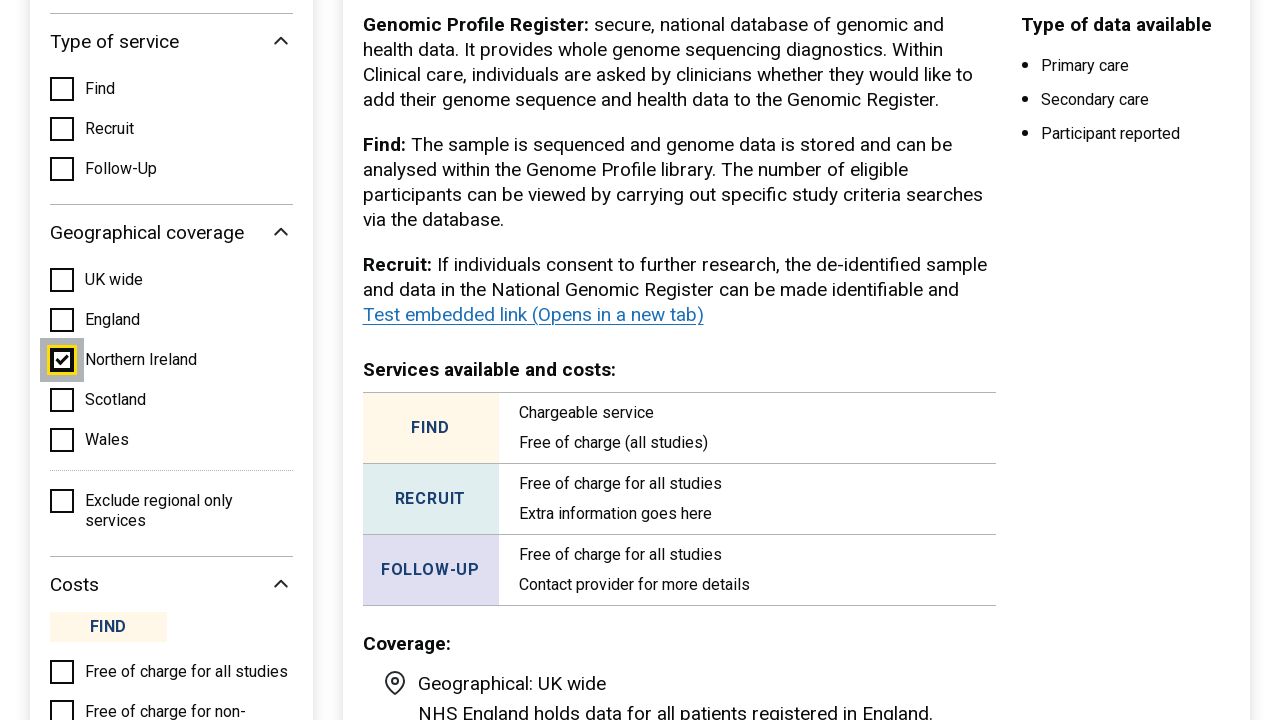 Type of service
Find
Recruit
Follow-Up
Geographical coverage
UK wide
England
Northern Ireland
Scotland
Wales
Exclude regional only
services
Costs
FIND
Free of charge for all studies
Free of charge for non-
Genomic Profile Register: secure, national database of genomic and
health data. It provides whole genome sequencing diagnostics. Within
Clinical care, individuals are asked by clinicians whether they would like to
add their genome sequence and health data to the Genomic Register.
Find: The sample is sequenced and genome data is stored and can be
analysed within the Genome Profile library. The number of eligible
participants can be viewed by carrying out specific study criteria searches
via the database.
Recruit: If individuals consent to further research, the de-identified sample
and data in the National Genomic Register can be made identifiable and
Test embedded link (Opens in a new tab)
Services available and costs:
FIND
Chargeable service
Free of charge (all studies)
RECRUIT
Free of charge for all studies
Extra information goes here
FOLLOW-UP
Free of charge for all studies
Contact provider for more details
Coverage:
Geographical: UK wide
NHS England holds data for all patients registered in England.
Type of data available
Primary care
Secondary care
Participant reported